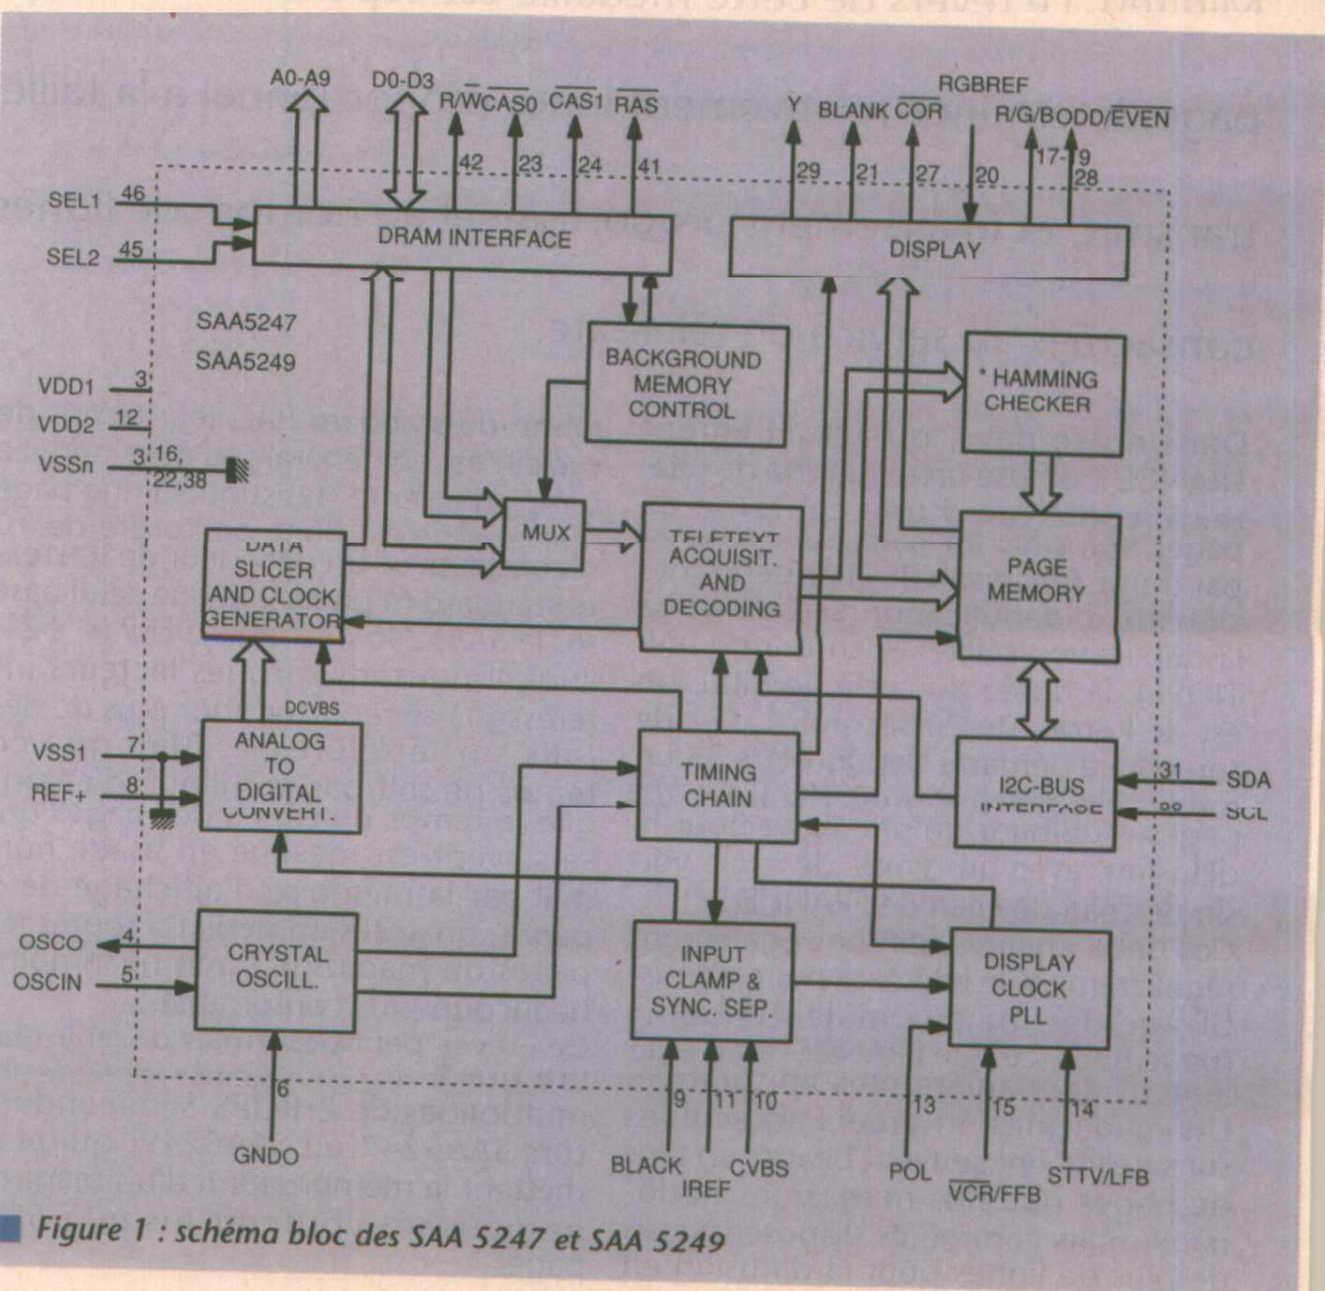 A0-A9 D0-D3 R/W CAS0 CAS1 RAS Y BLANK COR RGBREF R/G/B ODD/EVEN
42 23 24 41 29 21 27 20 17-19 28
SEL1 46
SEL2 45
DRAM INTERFACE
DISPLAY
SAA5247
SAA5249
VDD1 3
VDD2 12
VSSn 3 16,
22,38
BACKGROUND
MEMORY
CONTROL
* HAMMING
CHECKER
MUX
DATA
SLICER
AND CLOCK
GENERATOR
TELETEXT
ACQUISIT.
AND
DECODING
PAGE
MEMORY
DCVBS
VSS1 7
REF+ 8
ANALOG
TO
DIGITAL
CONVERT.
TIMING
CHAIN
I2C-BUS
INTERFACE
31 SDA
SCL
OSCO 4
OSCIN 5
CRYSTAL
OSCILL.
INPUT
CLAMP &
SYNC. SEP.
DISPLAY
CLOCK
PLL
6 9 11 10 13 15 14
GNDO
BLACK
IREF
CVBS
POL
VCR/FFB
STTV/LFB
Figure 1 : schéma bloc des SAA 5247 et SAA 5249